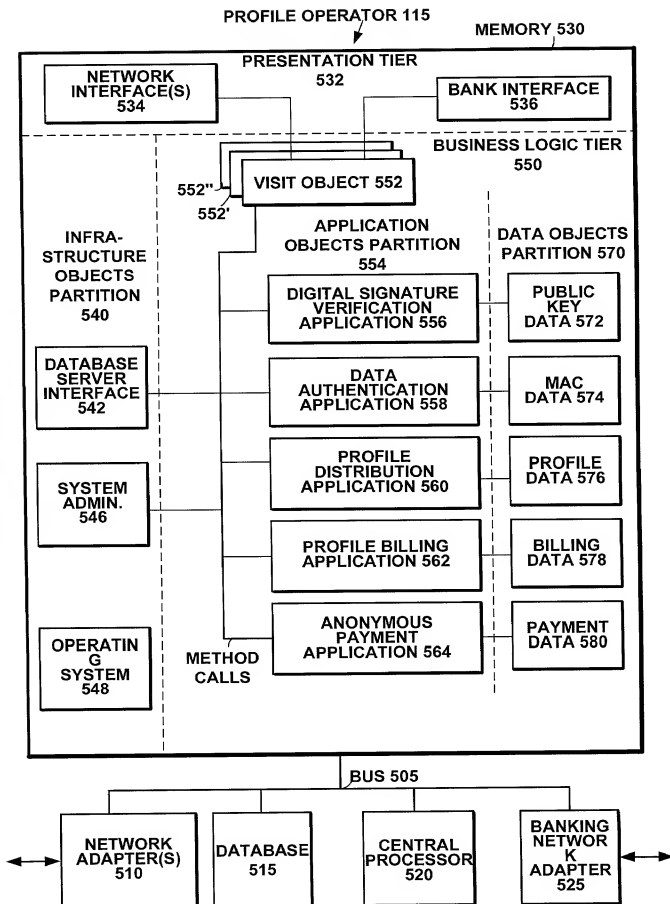 PROFILE OPERATOR 115
MEMORY 530
PRESENTATION TIER
532
NETWORK
INTERFACE(S)
534
BANK INTERFACE
536
BUSINESS LOGIC TIER
550
VISIT OBJECT 552
552"
552'
INFRA-
STRUCTURE
OBJECTS
PARTITION
540
APPLICATION
OBJECTS PARTITION
554
DATA OBJECTS
PARTITION 570
DIGITAL SIGNATURE
VERIFICATION
APPLICATION 556
PUBLIC
KEY
DATA 572
DATABASE
SERVER
INTERFACE
542
DATA
AUTHENTICATION
APPLICATION 558
MAC
DATA 574
PROFILE
DISTRIBUTION
APPLICATION 560
PROFILE
DATA 576
SYSTEM
ADMIN.
546
PROFILE BILLING
APPLICATION 562
BILLING
DATA 578
OPERATIN
G
SYSTEM
548
METHOD
CALLS
ANONYMOUS
PAYMENT
APPLICATION 564
PAYMENT
DATA 580
BUS 505
NETWORK
ADAPTER(S)
510
DATABASE
515
CENTRAL
PROCESSOR
520
BANKING
NETWOR
K
ADAPTER
525